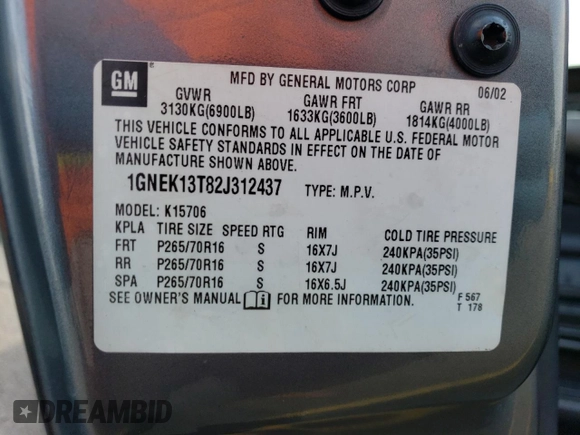 GM
MFD BY GENERAL MOTORS CORP 06/02
GVWR GAWR FRT GAWR RR
3130KG(6900LB) 1633KG(3600LB) 1814KG(4000LB)
THIS VEHICLE CONFORMS TO ALL APPLICABLE U.S. FEDERAL MOTOR
VEHICLE SAFETY STANDARDS IN EFFECT ON THE DATE OF
MANUFACTURE SHOWN ABOVE.
1GNEK13T82J312437 TYPE: M.P.V.
MODEL: K15706
KPLA TIRE SIZE SPEED RTG RIM COLD TIRE PRESSURE
FRT P265/70R16 S 16X7J 240KPA(35PSI)
RR P265/70R16 S 16X7J 240KPA(35PSI)
SPA P265/70R16 S 16X6.5J 240KPA(35PSI)
SEE OWNER'S MANUAL FOR MORE INFORMATION. F 567
T 178
DREAMBID